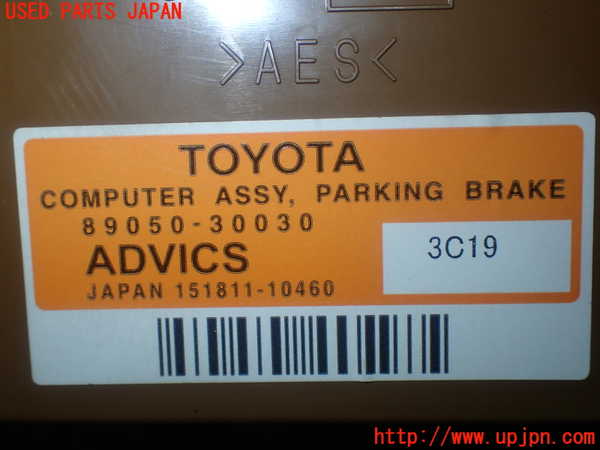 USED PARTS JAPAN
>AES<
TOYOTA
COMPUTER ASSY, PARKING BRAKE
89050-30030
ADVICS
3C19
JAPAN 151811-10460
http://www.upjpn.com